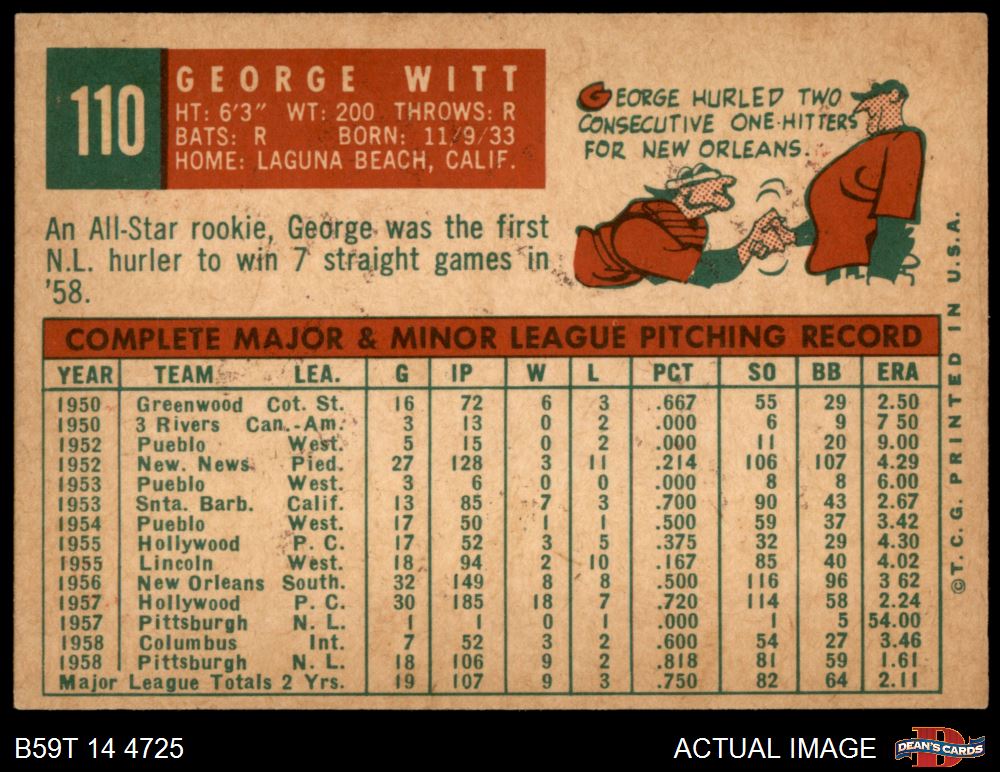 110
GEORGE WITT
HT: 6'3" WT: 200 THROWS: R
BATS: R BORN: 11/9/33
HOME: LAGUNA BEACH, CALIF.
GEORGE HURLED TWO
CONSECUTIVE ONE-HITTERS
FOR NEW ORLEANS.
An All-Star rookie, George was the first
N.L. hurler to win 7 straight games in
'58.
COMPLETE MAJOR & MINOR LEAGUE PITCHING RECORD
YEAR TEAM LEA. G IP W L PCT SO BB ERA
1950 Greenwood Cot. St. 16 72 6 3 .667 55 29 2.50
1950 3 Rivers Can.-Am. 3 13 0 2 .000 6 9 7 50
1952 Pueblo West. 5 15 0 2 .000 11 20 9.00
1952 New. News Pied. 27 128 3 11 .214 106 107 4.29
1953 Pueblo West. 3 6 0 0 .000 8 8 6.00
1953 Snta. Barb. Calif. 13 85 7 3 .700 90 43 2.67
1954 Pueblo West. 17 50 1 1 .500 59 37 3.42
1955 Hollywood P. C. 17 52 3 5 .375 32 29 4.30
1955 Lincoln West. 18 94 2 10 .167 85 40 4.02
1956 New Orleans South. 32 149 8 8 .500 116 96 3 62
1957 Hollywood P. C. 30 185 18 7 .720 114 58 2.24
1957 Pittsburgh N. L. 1 1 0 1 .000 1 5 54.00
1958 Columbus Int. 7 52 3 2 .600 54 27 3.46
1958 Pittsburgh N. L. 18 106 9 2 .818 81 59 1.61
Major League Totals 2 Yrs. 19 107 9 3 .750 82 64 2.11
©T. C. G. PRINTED IN U.S.A.
B59T 14 4725
ACTUAL IMAGE
DEAN'S CARDS